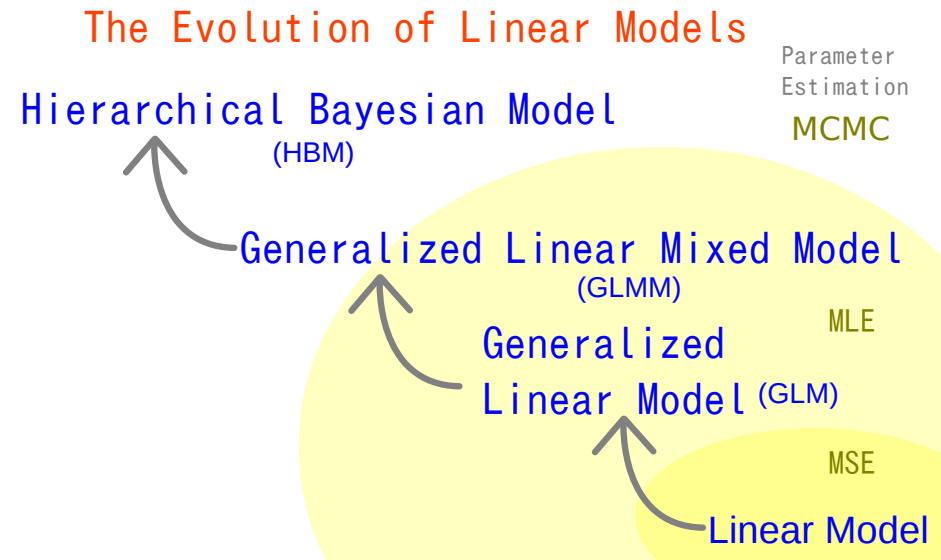 The Evolution of Linear Models
Parameter
Estimation
Hierarchical Bayesian Model
MCMC
(HBM)
Generalized Linear Mixed Model
(GLMM)
MLE
Generalized
Linear Model (GLM)
MSE
Linear Model